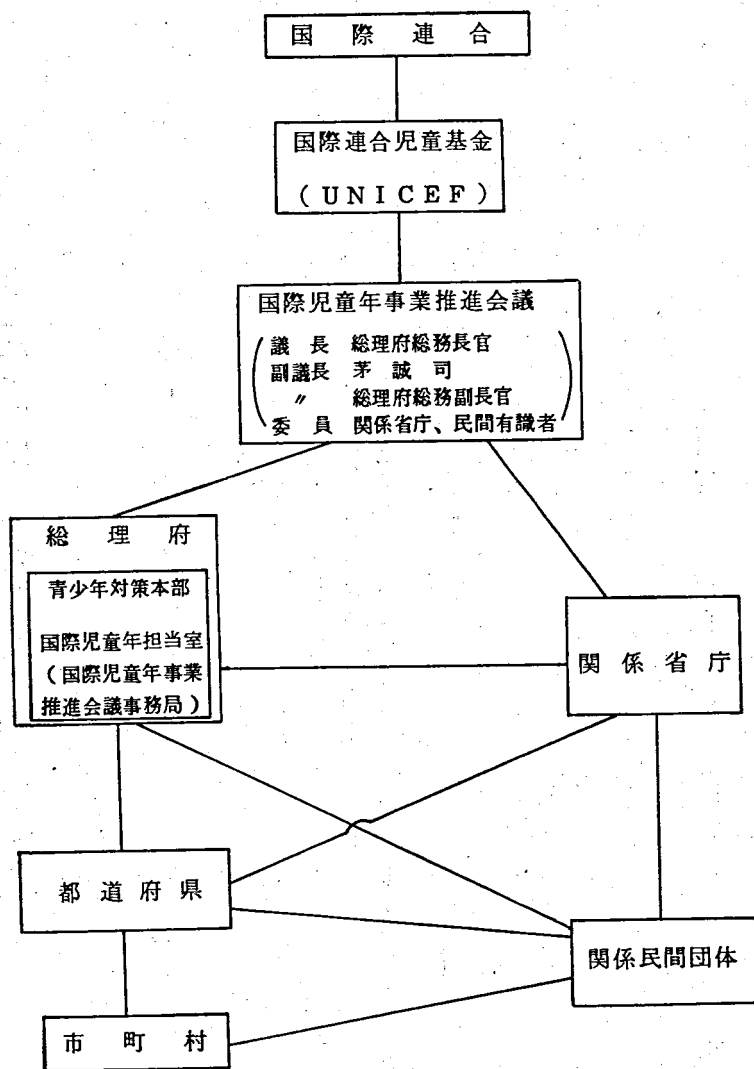 国際連合
国際連合児童基金
(UNICEF)
国際児童年事業推進会議
議長 総理府総務長官
副議長 茅誠司
〃 総理府総務副長官
委員 関係省庁、民間有識者
総理府
青少年対策本部
国際児童年担当室
(国際児童年事業
推進会議事務局)
関係省庁
都道府県
関係民間団体
市町村